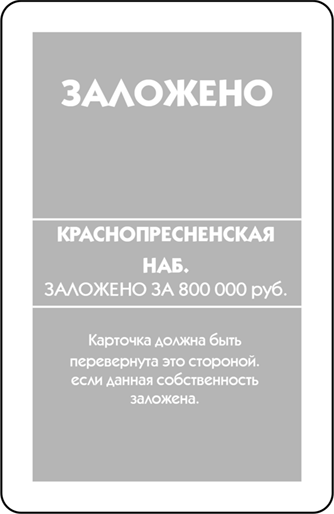 ЗАЛОЖЕНО
КРАСНОПРЕСНЕНСКАЯ
НАБ.
ЗАЛОЖЕНО ЗА 800 000 руб.
Карточка должна быть
перевернута это стороной.
если данная собственность
заложена.